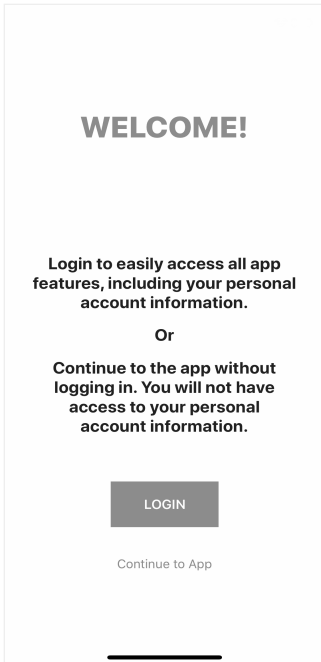 WELCOME!
Login to easily access all app
features, including your personal
account information.
Or
Continue to the app without
logging in. You will not have
access to your personal
account information.
LOGIN
Continue to App